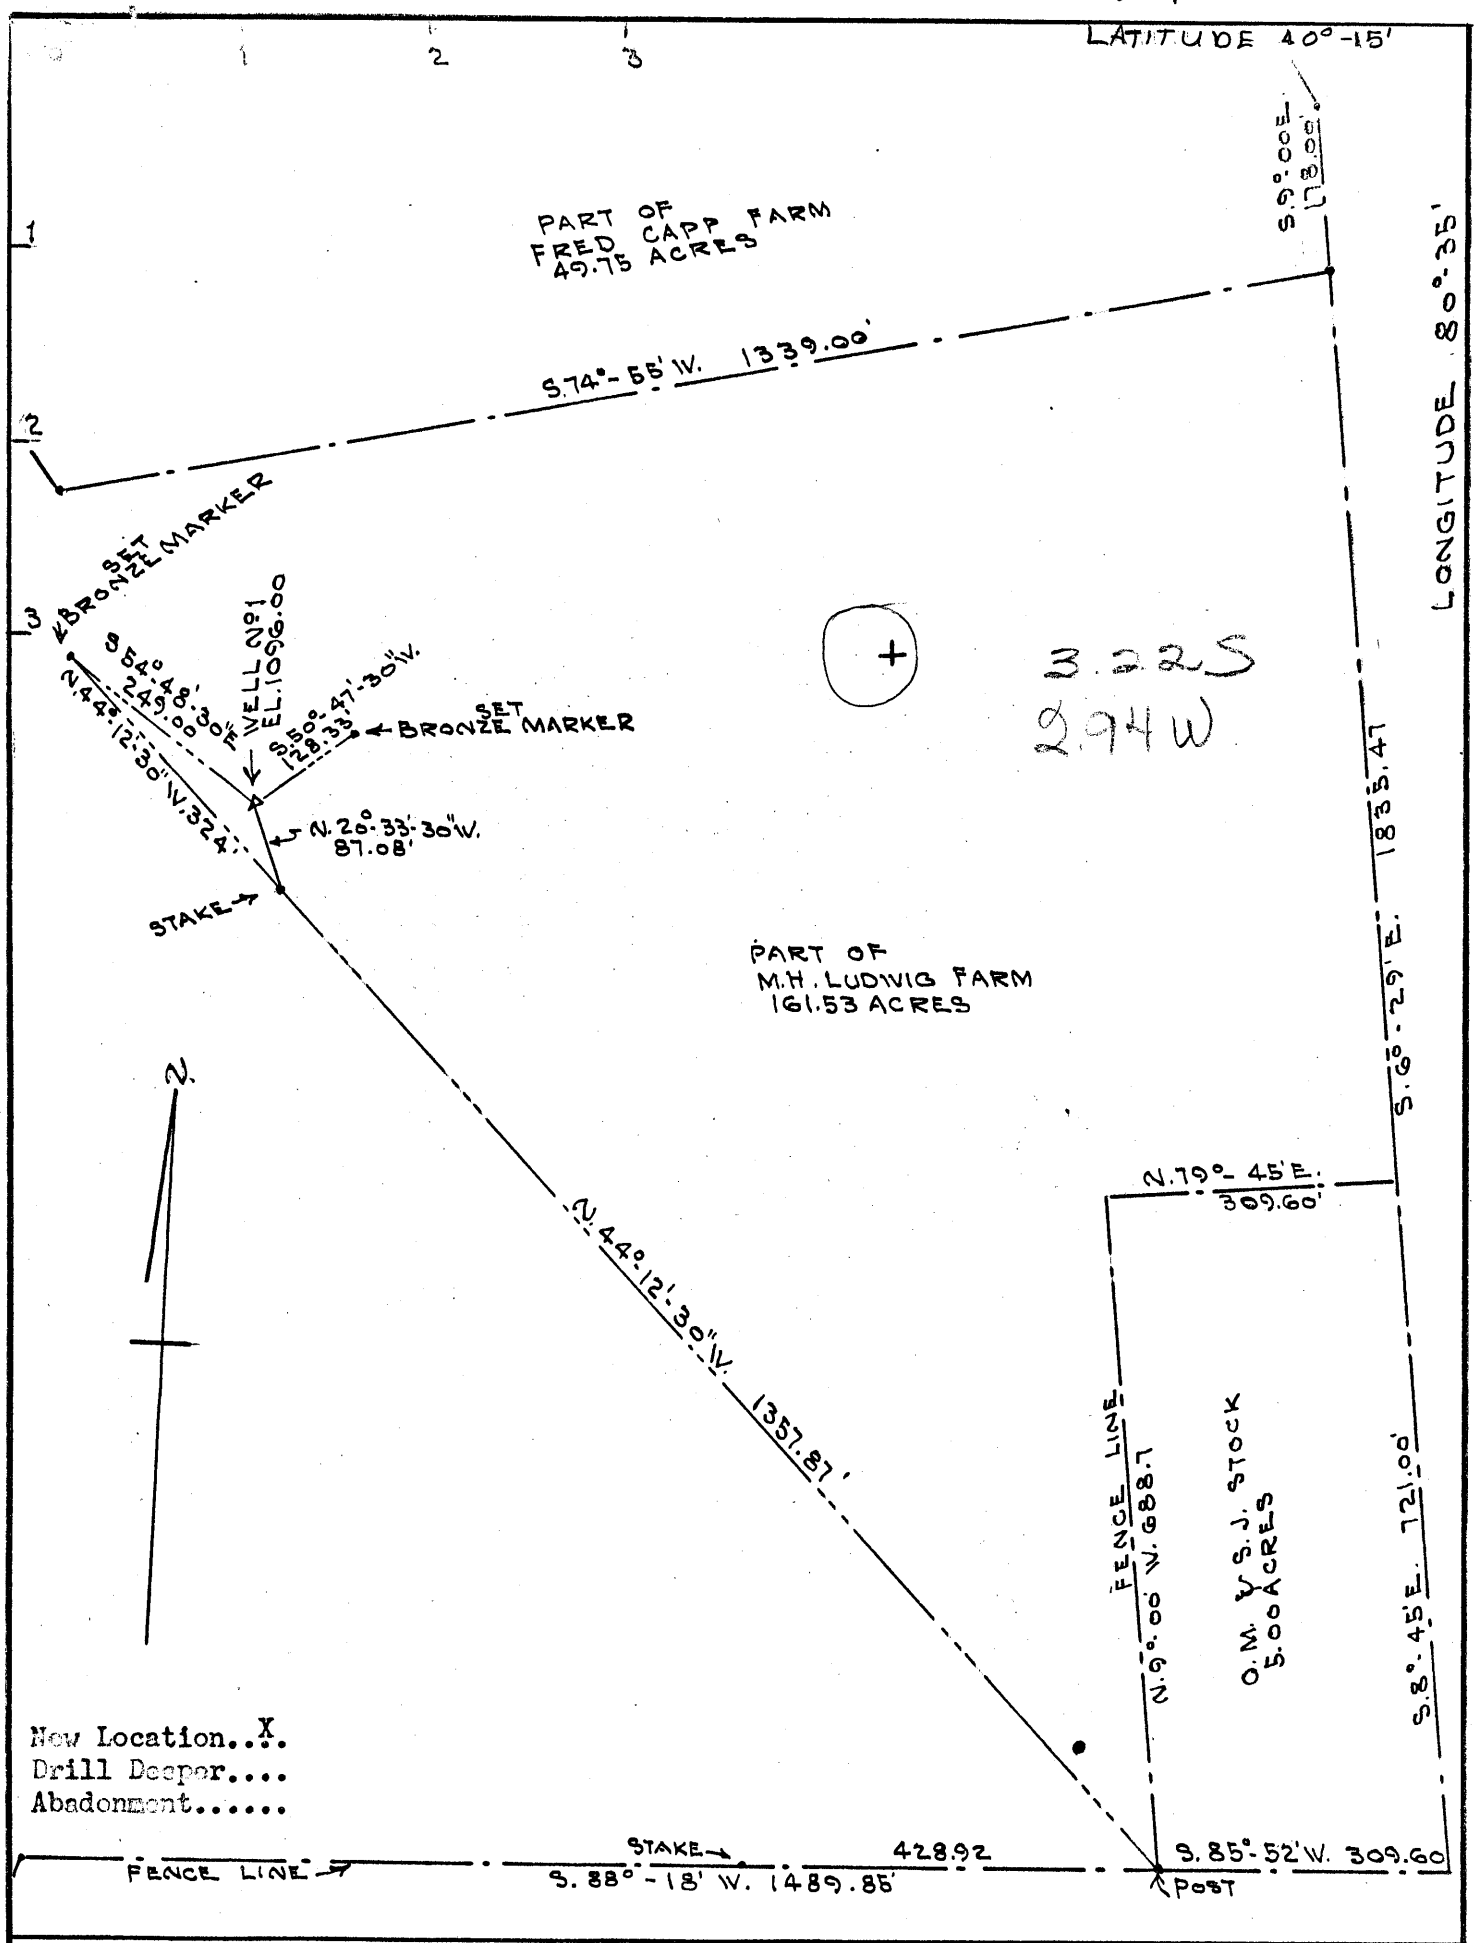 0 1 2 3
LATITUDE 40°-15'
S.9°.00E
178.00'
LONGITUDE 80°-35'
1
2
3
PART OF
FRED CAPP FARM
49.75 ACRES
S.74°-55'W. 1339.00'
SET
BRONZE MARKER
WELL Nº1
EL.1096.00
S 54°-48'-30"E
249.00
N.44°-12'-30"W.324.
S.50°-47'-30"W.
128.33
SET
BRONZE MARKER
N.20°-33'-30"W.
87.08'
STAKE
3.22S
2.94W
S.6°-29'E. 1835.47
PART OF
M.H. LUDWIG FARM
161.53 ACRES
N.
N.79°-45'E.
309.60'
N.44°-12'-30"W. 1357.87'
FENCE LINE
N.9°.00' W. 688.7
O.M. & S.J. STOCK
5.00 ACRES
S.8°-45'E. 721.00'
New Location..X.
Drill Deeper....
Abadonment......
FENCE LINE
STAKE
428.92
S.88°-18' W. 1489.85'
S.85°-52'W. 309.60
POST